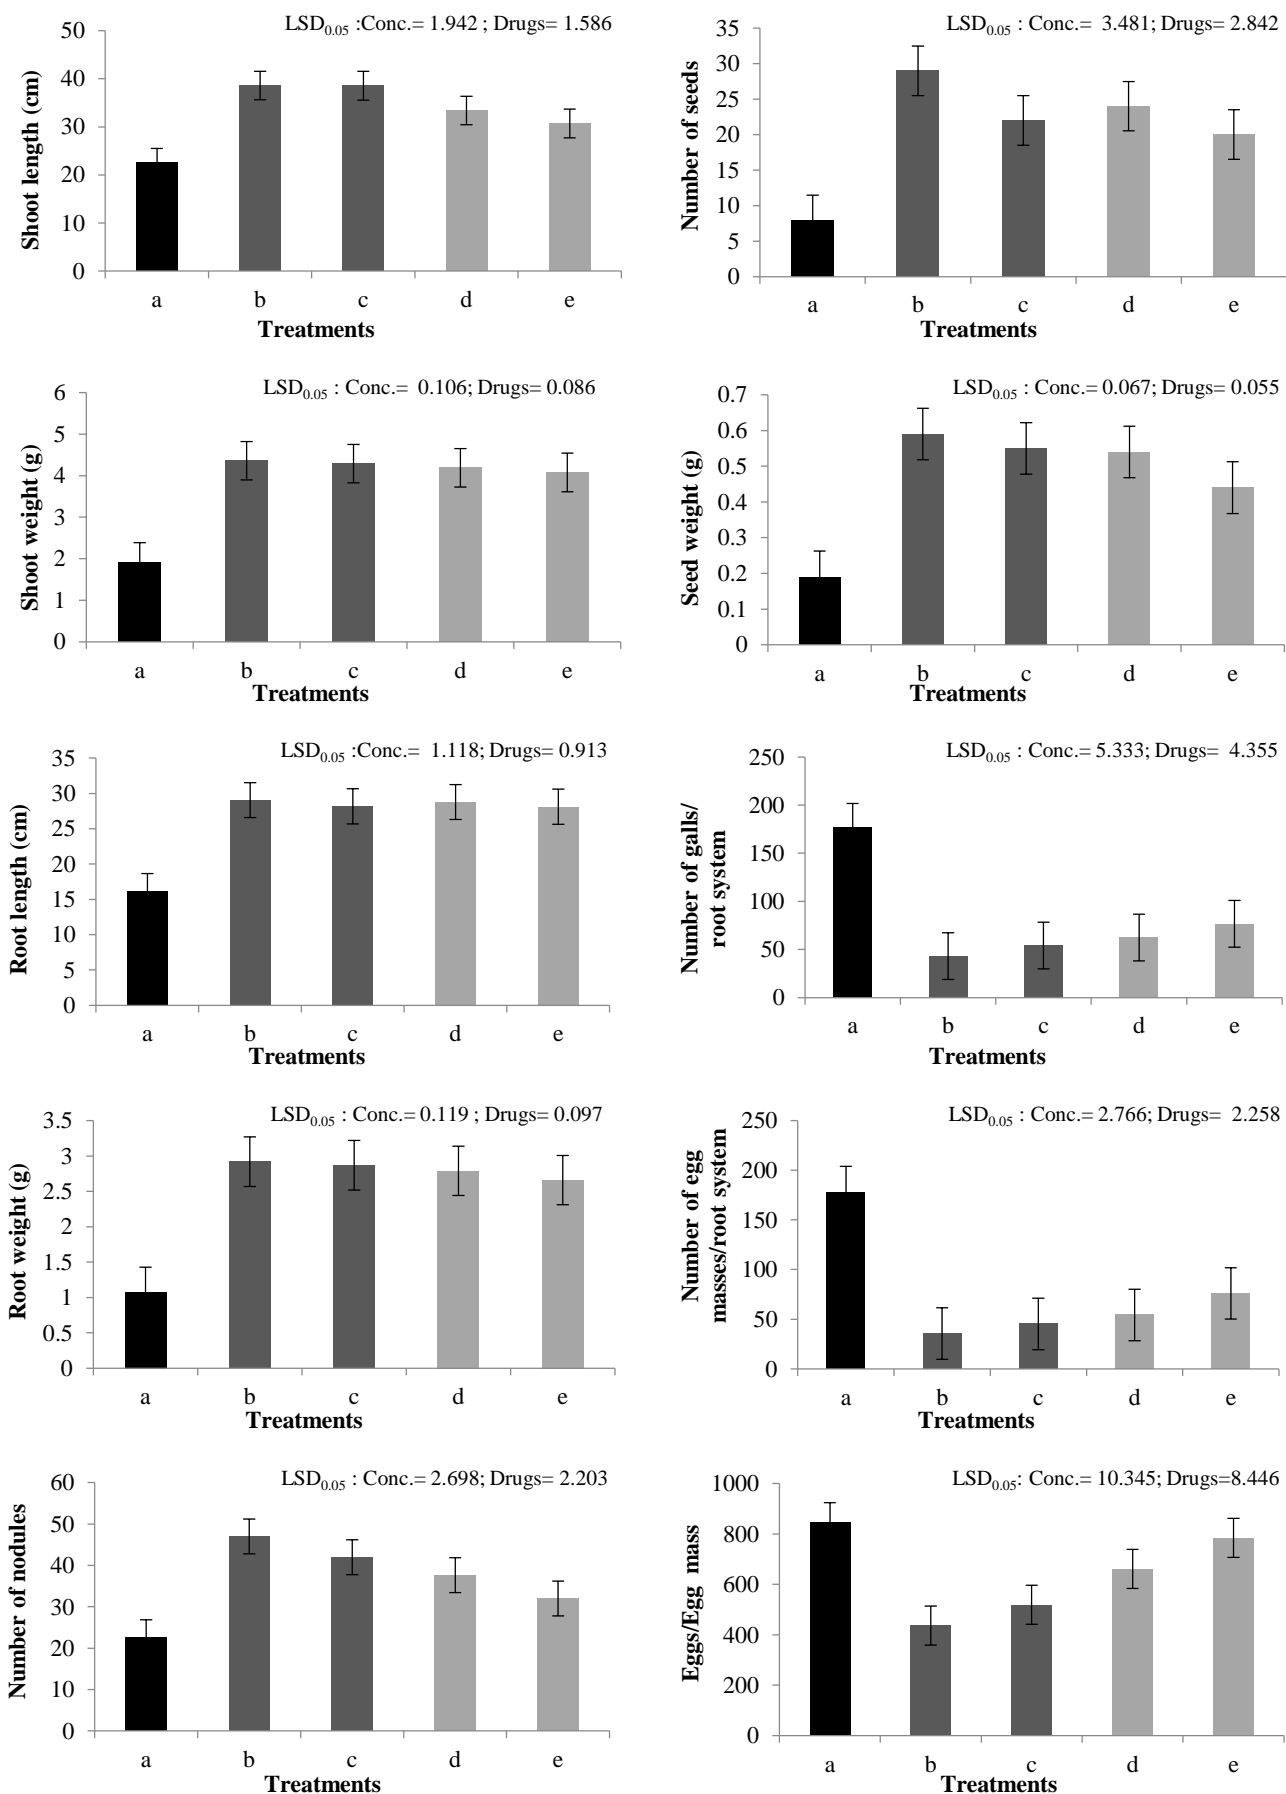 LSD0.05 :Conc.= 1.942 ; Drugs= 1.586
Shoot length (cm)
50
40
30
20
10
0
a b c d e
Treatments
LSD0.05 : Conc.= 3.481; Drugs= 2.842
Number of seeds
35
30
25
20
15
10
5
0
a b c d e
Treatments
LSD0.05 : Conc.= 0.106; Drugs= 0.086
Shoot weight (g)
6
5
4
3
2
1
0
a b c d e
Treatments
LSD0.05 : Conc.= 0.067; Drugs= 0.055
Seed weight (g)
0.7
0.6
0.5
0.4
0.3
0.2
0.1
0
a b c d e
Treatments
LSD0.05 :Conc.= 1.118; Drugs= 0.913
Root length (cm)
35
30
25
20
15
10
5
0
a b c d e
Treatments
LSD0.05 : Conc.= 5.333; Drugs= 4.355
Number of galls/
root system
250
200
150
100
50
0
a b c d e
Treatments
LSD0.05 : Conc.= 0.119 ; Drugs= 0.097
Root weight (g)
3.5
3
2.5
2
1.5
1
0.5
0
a b c d e
Treatments
LSD0.05 : Conc.= 2.766; Drugs= 2.258
Number of egg
masses/root system
250
200
150
100
50
0
a b c d e
Treatments
LSD0.05 : Conc.= 2.698; Drugs= 2.203
Number of nodules
60
50
40
30
20
10
0
a b c d e
Treatments
LSD0.05: Conc.= 10.345; Drugs=8.446
Eggs/Egg mass
1000
800
600
400
200
0
a b c d e
Treatments